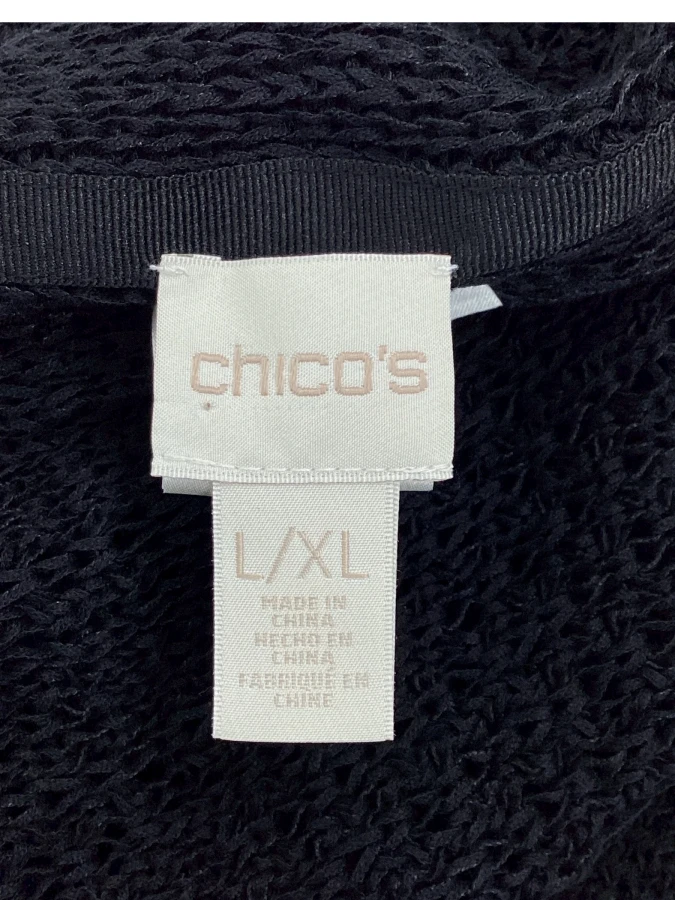 chico's
L/XL
MADE IN
CHINA
HECHO EN
CHINA
FABRIQUÉ EN
CHINE